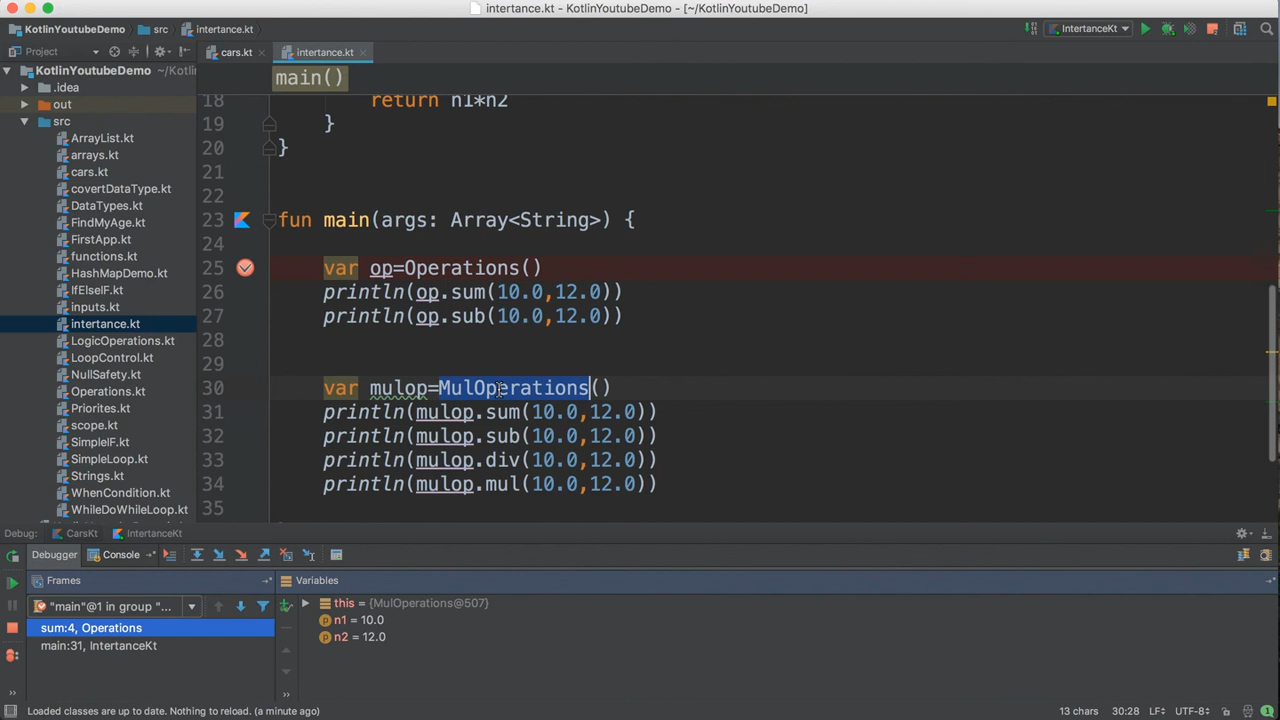 intertance.kt - KotlinYoutubeDemo - [~/KotlinYoutubeDemo]
KotlinYoutubeDemo src intertance.kt
IntertanceKt
Project
cars.kt intertance.kt
main()
KotlinYoutubeDemo ~/Kotlin
.idea
out
src
ArrayList.kt
arrays.kt
cars.kt
covertDataType.kt
DataTypes.kt
FindMyAge.kt
FirstApp.kt
functions.kt
HashMapDemo.kt
IfElseIF.kt
inputs.kt
intertance.kt
LogicOperations.kt
LoopControl.kt
NullSafety.kt
Operations.kt
Priorites.kt
scope.kt
SimpleIF.kt
SimpleLoop.kt
Strings.kt
WhenCondition.kt
WhileDoWhileLoop.kt
18 return n1*n2
19 }
20 }
21
22
23 fun main(args: Array<String>) {
24
25 var op=Operations()
26 println(op.sum(10.0,12.0))
27 println(op.sub(10.0,12.0))
28
29
30 var mulop=MulOperations()
31 println(mulop.sum(10.0,12.0))
32 println(mulop.sub(10.0,12.0))
33 println(mulop.div(10.0,12.0))
34 println(mulop.mul(10.0,12.0))
35
Debug: CarsKt IntertanceKt
Debugger Console
Frames
"main"@1 in group "...
sum:4, Operations
main:31, IntertanceKt
Variables
this = {MulOperations@507}
n1 = 10.0
n2 = 12.0
Loaded classes are up to date. Nothing to reload. (a minute ago)
13 chars 30:28 LF UTF-8 1